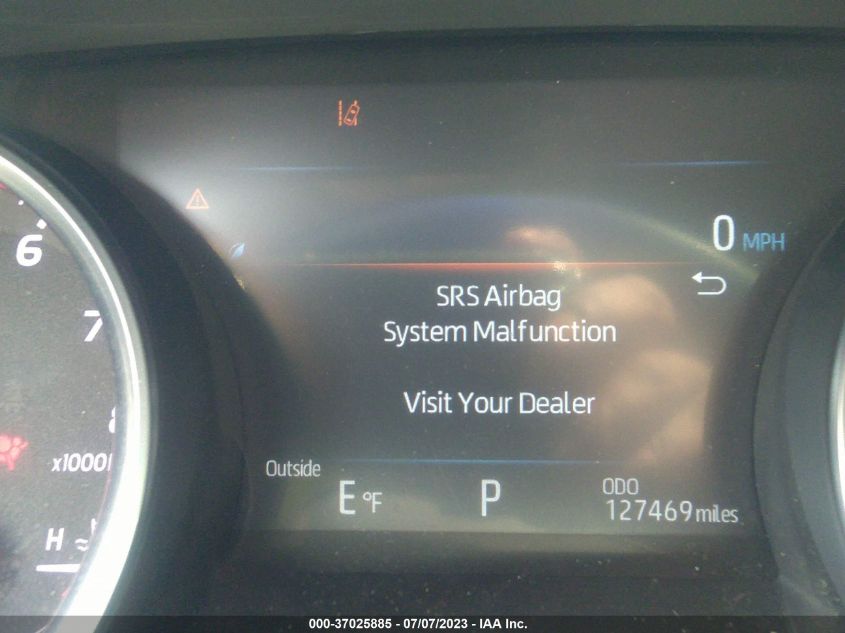 6
0 MPH
SRS Airbag
System Malfunction
7
Visit Your Dealer
8
x1000
Outside
E °F
P
ODO
127469 miles
H
000-37025885 - 07/07/2023 - IAA Inc.